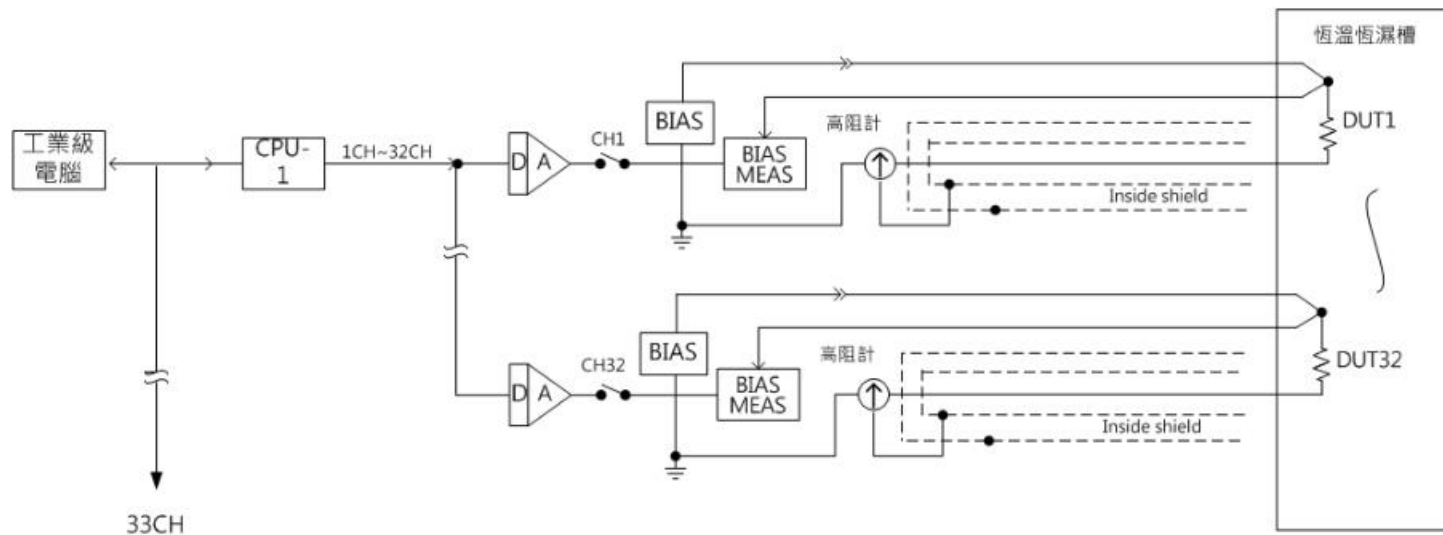 恆溫恆濕槽
BIAS
高阻計
DUT1
工業級
電腦
CPU-
1
1CH~32CH
D A
CH1
BIAS
MEAS
Inside shield
BIAS
高阻計
DUT32
D A
CH32
BIAS
MEAS
Inside shield
33CH